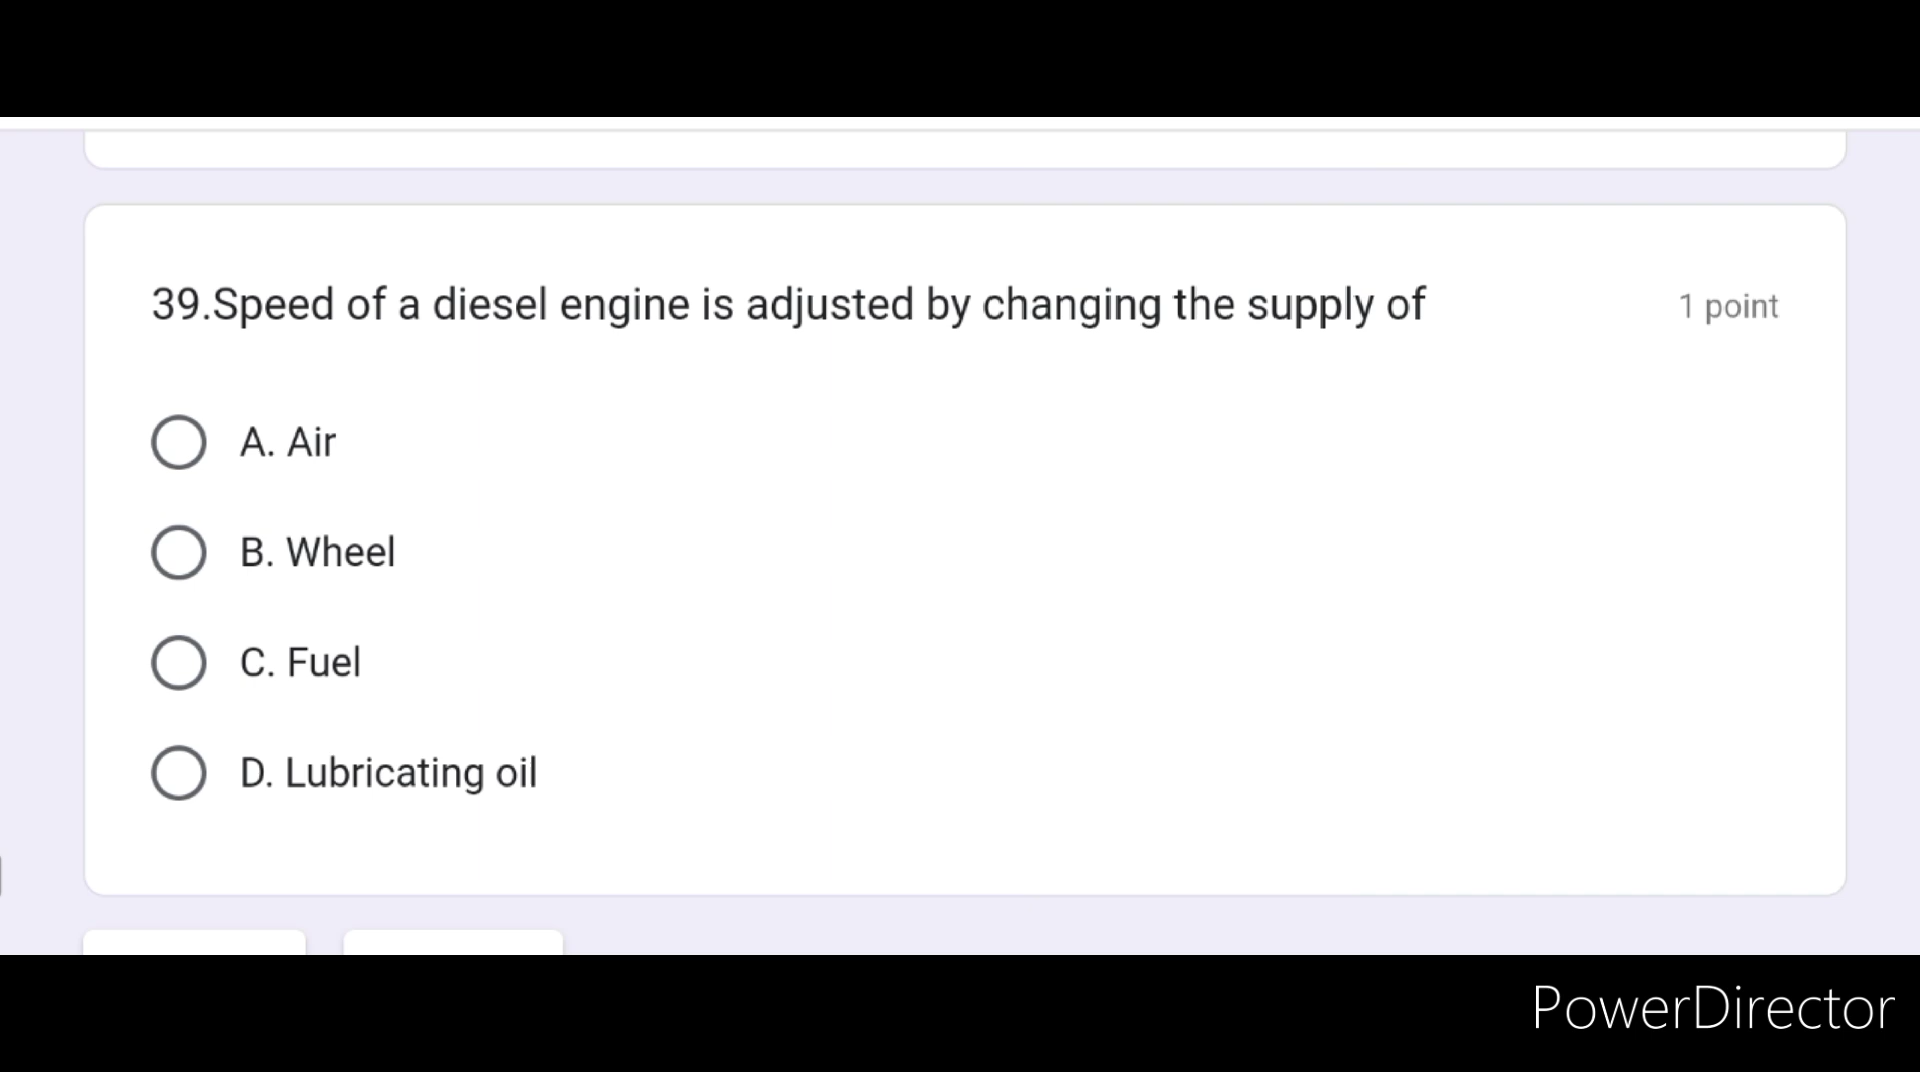 39.Speed of a diesel engine is adjusted by changing the supply of
1 point
A. Air
B. Wheel
C. Fuel
D. Lubricating oil
PowerDirector